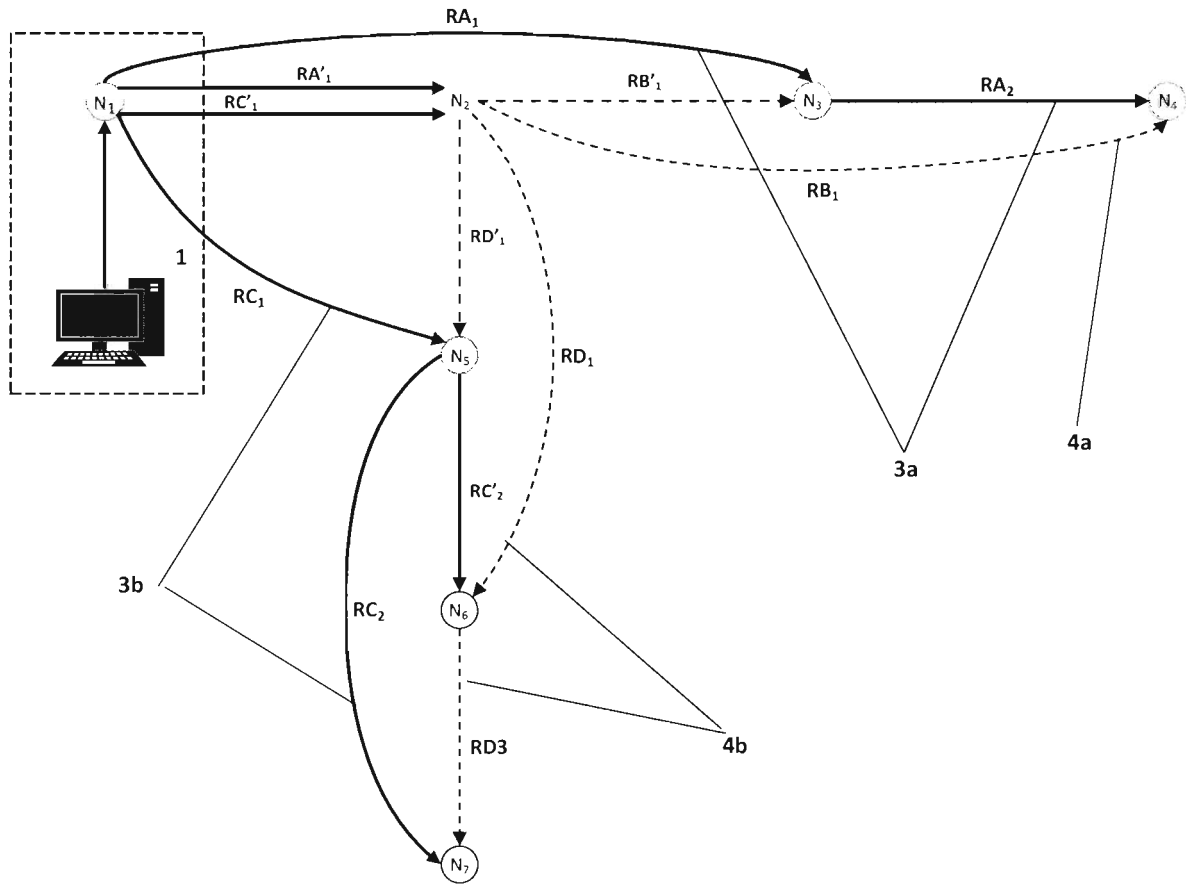 RA₁
RA'₁
RB'₁
RA₂
N₁
N₂
N₃
N₄
RC'₁
RB₁
RD'₁
1
RC₁
N₅
RD₁
4a
3a
RC'₂
3b
RC₂
N₆
RD3
4b
N₇